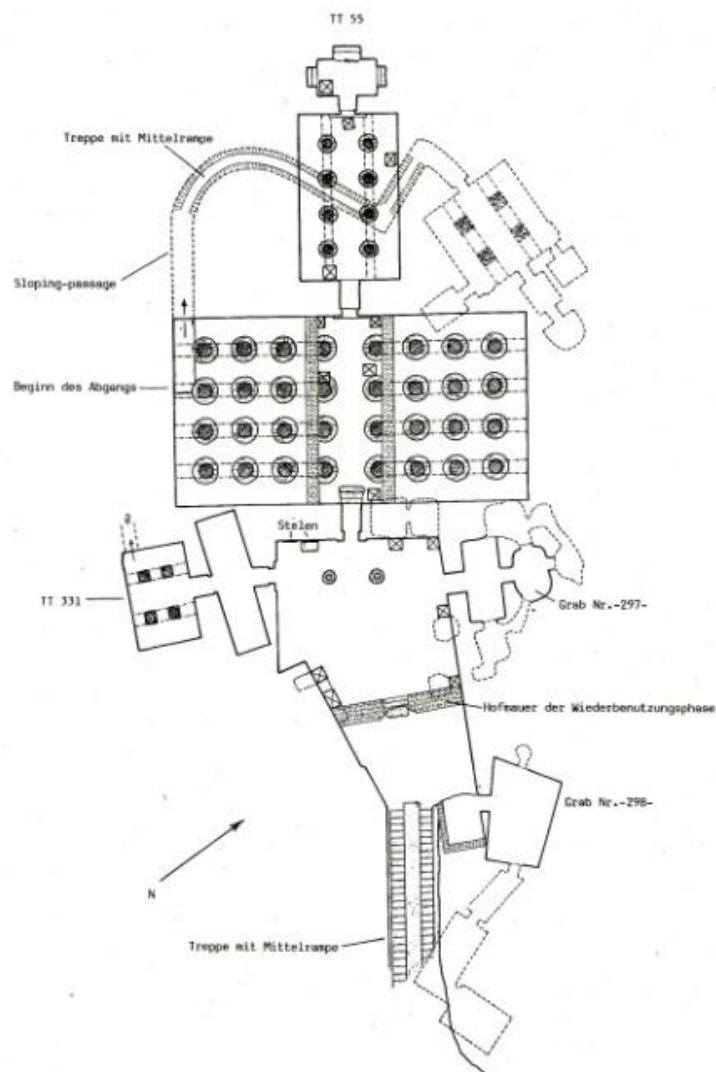 TT 55
Treppe mit Mittelrampe
Sloping-passage
Beginn des Abgangs
Stelen
a
TT 331
Grab Nr.-297-
Hofmauer der Wiederbenutzungsphase
Grab Nr.-298-
N
Treppe mit Mittelrampe